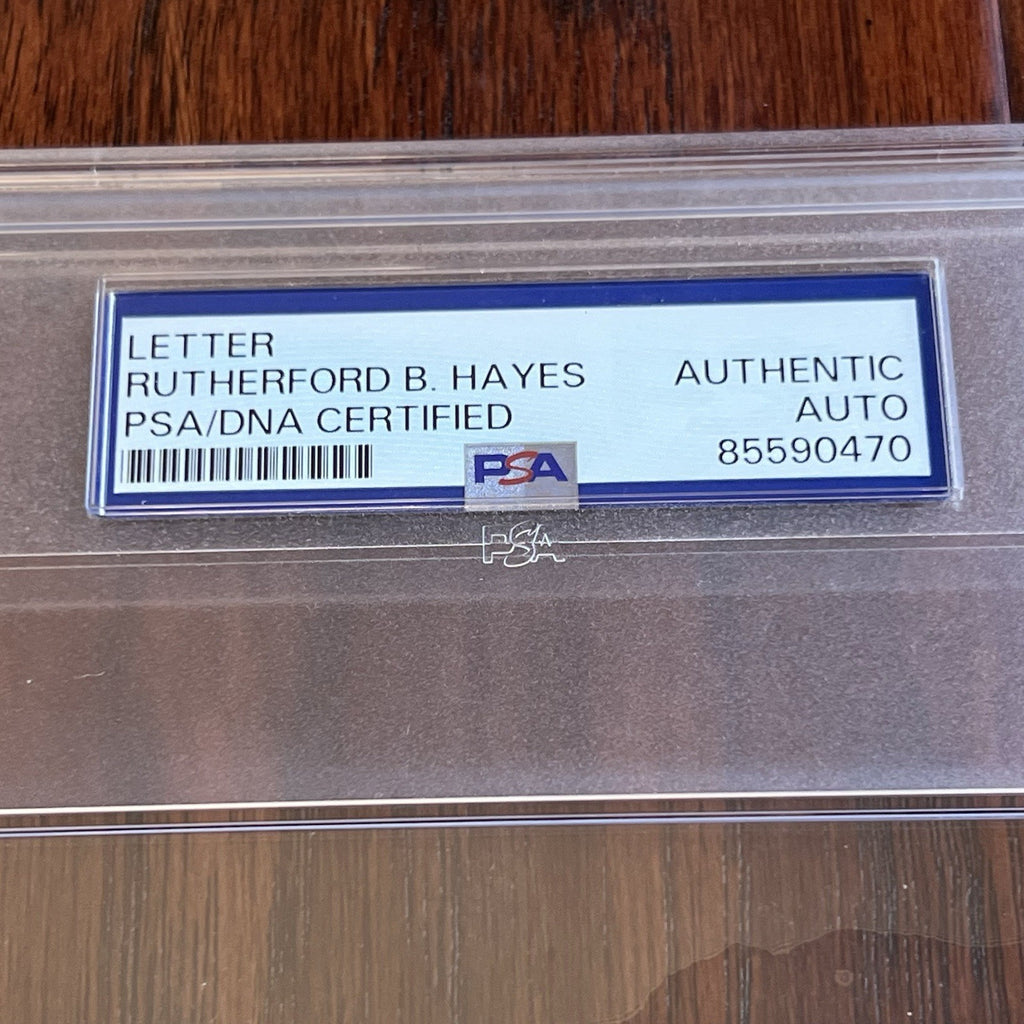 LETTER
RUTHERFORD B. HAYES
PSA/DNA CERTIFIED
AUTHENTIC
AUTO
85590470
PSA
PSA